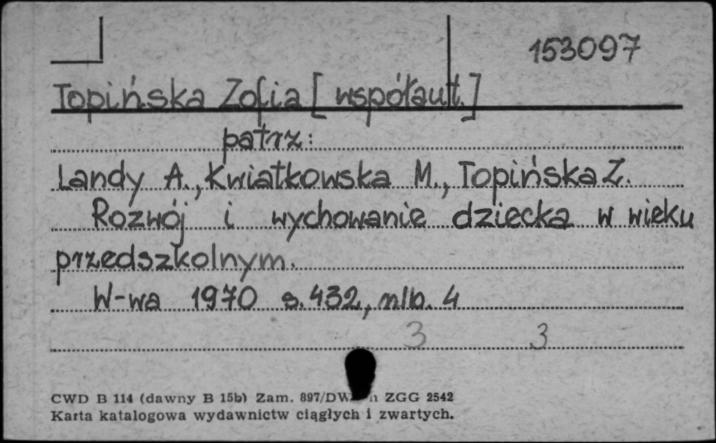 153097
Topińska Zofia [współaut.]
patrz:
Landy A., Kwiatkowska M., Topińska Z.
Rozwój i wychowanie dziecka w wieku
przedszkolnym.
W-wa 1970 s. 432, nlb. 4
3 3
CWD B 114 (dawny B 15b) Zam. 897/DW ZGG 2542
Karta katalogowa wydawnictw ciągłych i zwartych.